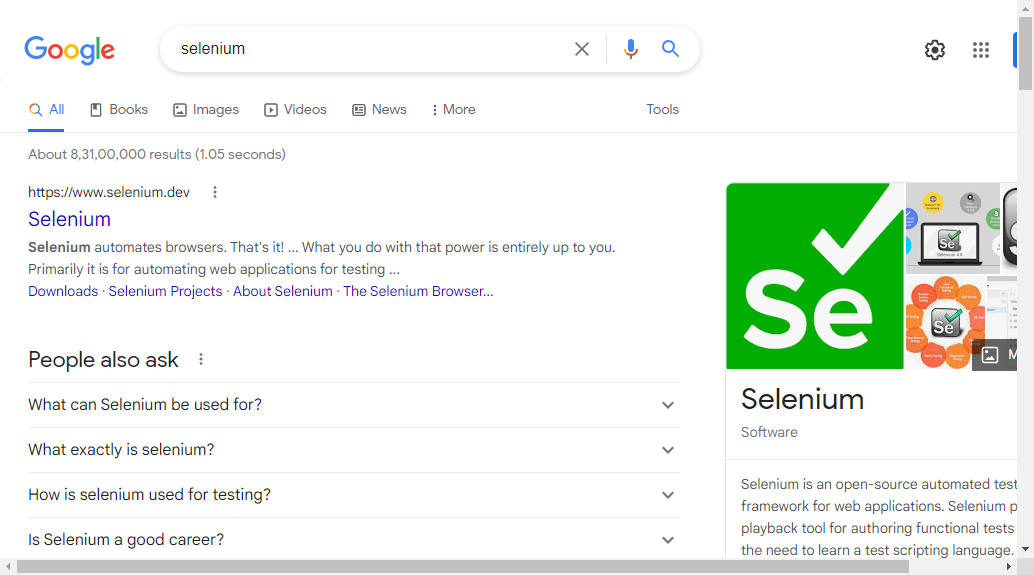 Google
selenium
All
Books
Images
Videos
News
More
Tools
About 8,31,00,000 results (1.05 seconds)
https://www.selenium.dev
Selenium
Selenium automates browsers. That's it! ... What you do with that power is entirely up to you.
Primarily it is for automating web applications for testing ...
Downloads · Selenium Projects · About Selenium · The Selenium Browser...
People also ask
What can Selenium be used for?
What exactly is selenium?
How is selenium used for testing?
Is Selenium a good career?
Se
Se
Se
M
Selenium
Software
Selenium is an open-source automated test
framework for web applications. Selenium p
playback tool for authoring functional tests
the need to learn a test scripting language.